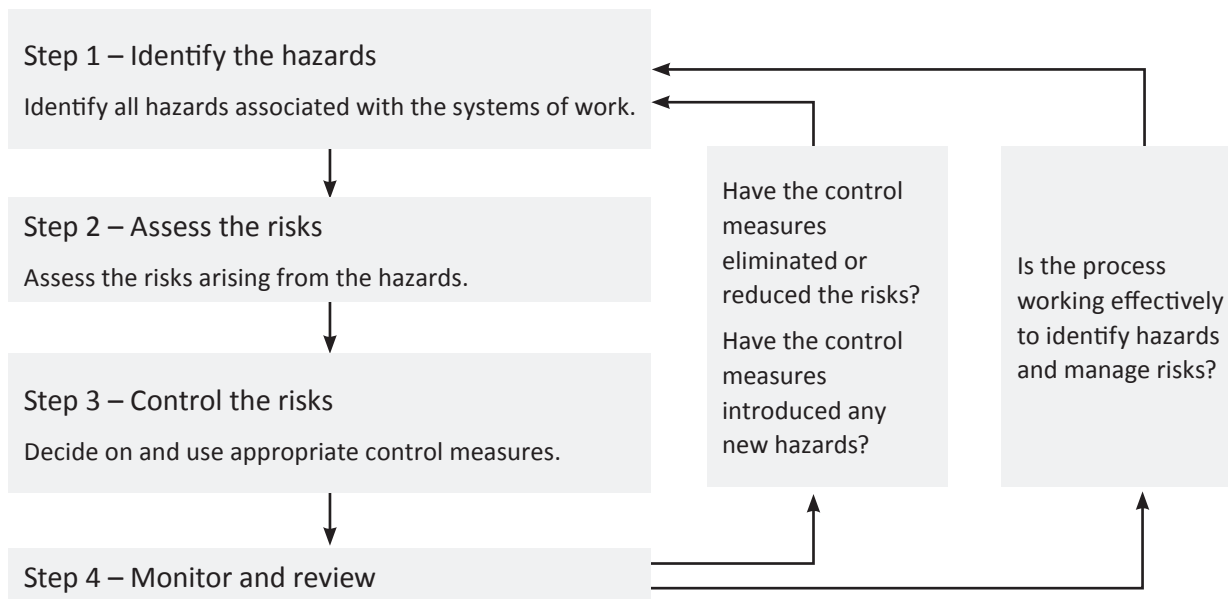 Step 1 – Identify the hazards
Identify all hazards associated with the systems of work.
Step 2 – Assess the risks
Assess the risks arising from the hazards.
Step 3 – Control the risks
Decide on and use appropriate control measures.
Step 4 – Monitor and review
Have the control
measures
eliminated or
reduced the risks?
Have the control
measures
introduced any
new hazards?
Is the process
working effectively
to identify hazards
and manage risks?